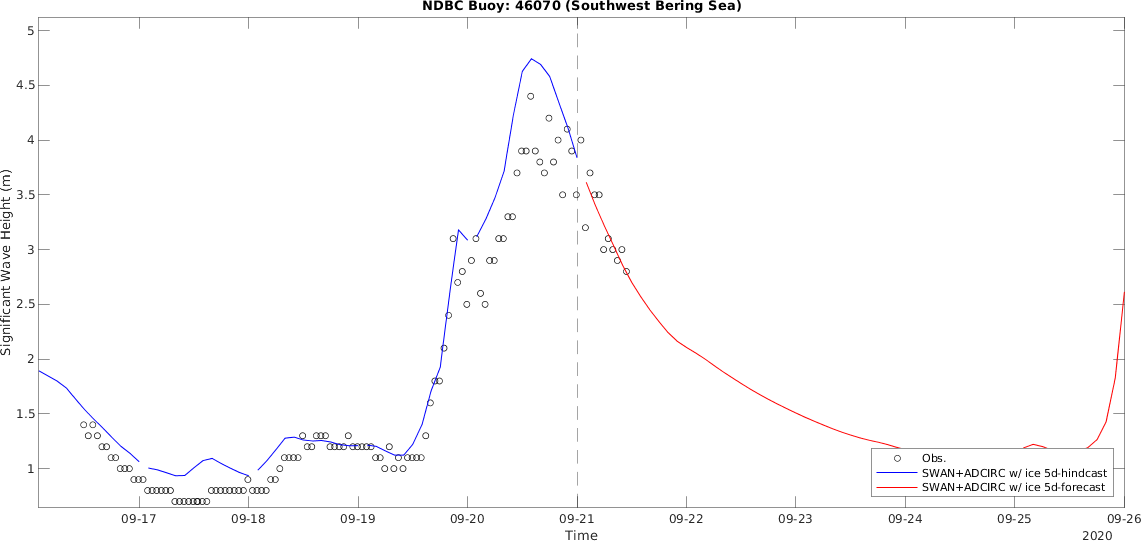 NDBC Buoy: 46070 (Southwest Bering Sea)
5
4.5
4
3.5
3
2.5
2
1.5
1
Significant Wave Height (m)
Obs.
SWAN+ADCIRC w/ ice 5d-hindcast
SWAN+ADCIRC w/ ice 5d-forecast
09-17 09-18 09-19 09-20 09-21 09-22 09-23 09-24 09-25 09-26
Time
2020